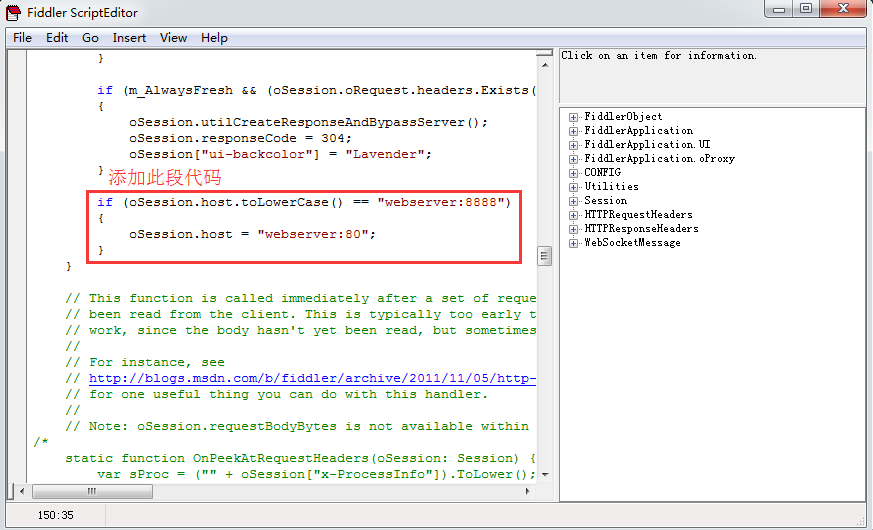 Fiddler ScriptEditor
File Edit Go Insert View Help
}
if (m_AlwaysFresh && (oSession.oRequest.headers.Exists(
{
oSession.utilCreateResponseAndBypassServer();
oSession.responseCode = 304;
oSession["ui-backcolor"] = "Lavender";
}
添加此段代码
if (oSession.host.toLowerCase() == "webserver:8888")
{
oSession.host = "webserver:80";
}
}
// This function is called immediately after a set of reque
// been read from the client. This is typically too early t
// work, since the body hasn't yet been read, but sometimes
//
// For instance, see
// http://blogs.msdn.com/b/fiddler/archive/2011/11/05/http-
// for one useful thing you can do with this handler.
//
// Note: oSession.requestBodyBytes is not available within
/*
static function OnPeekAtRequestHeaders(oSession: Session) {
var sProc = ("" + oSession["x-ProcessInfo"]).ToLower();
150:35
Click on an item for information.
FiddlerObject
FiddlerApplication
FiddlerApplication.UI
FiddlerApplication.oProxy
CONFIG
Utilities
Session
HTTPRequestHeaders
HTTPResponseHeaders
WebSocketMessage